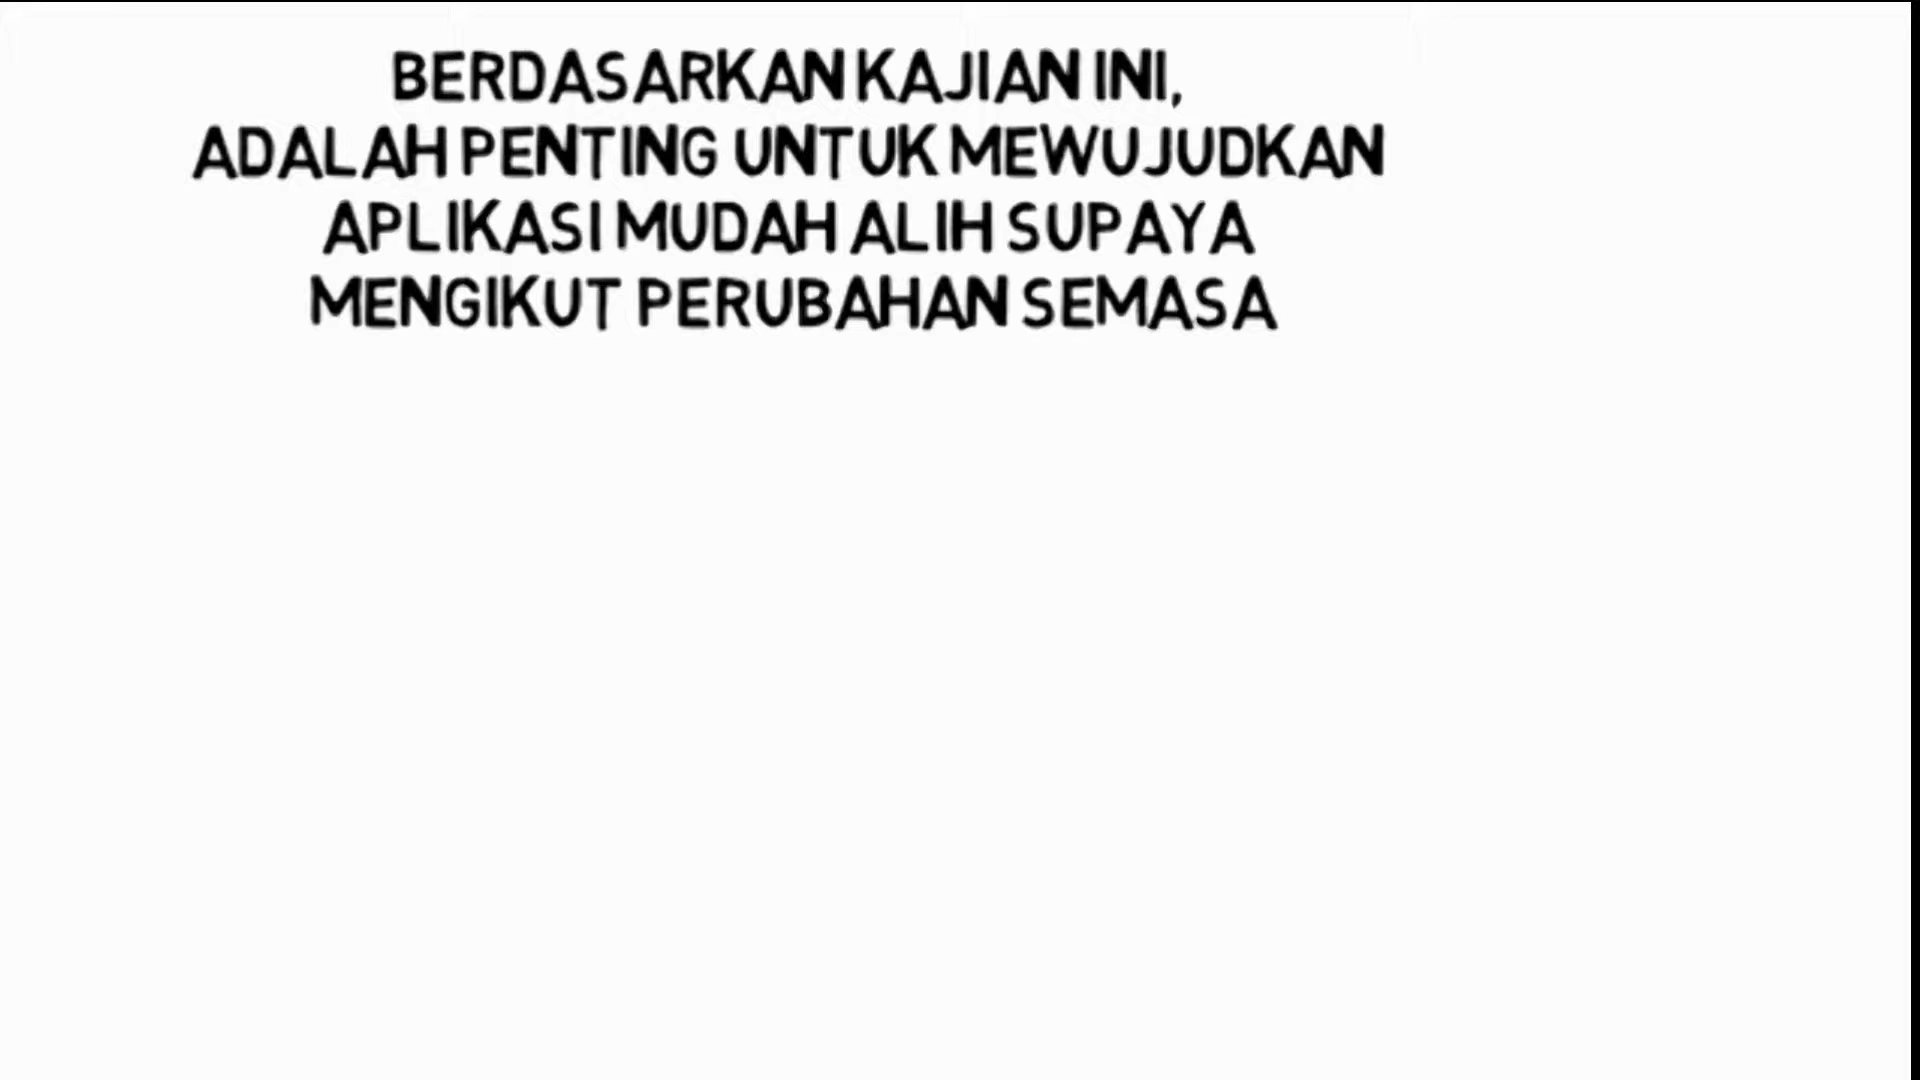 BERDASARKAN KAJIAN INI,
ADALAH PENTING UNTUK MEWUJUDKAN
APLIKASI MUDAH ALIH SUPAYA
MENGIKUT PERUBAHAN SEMASA